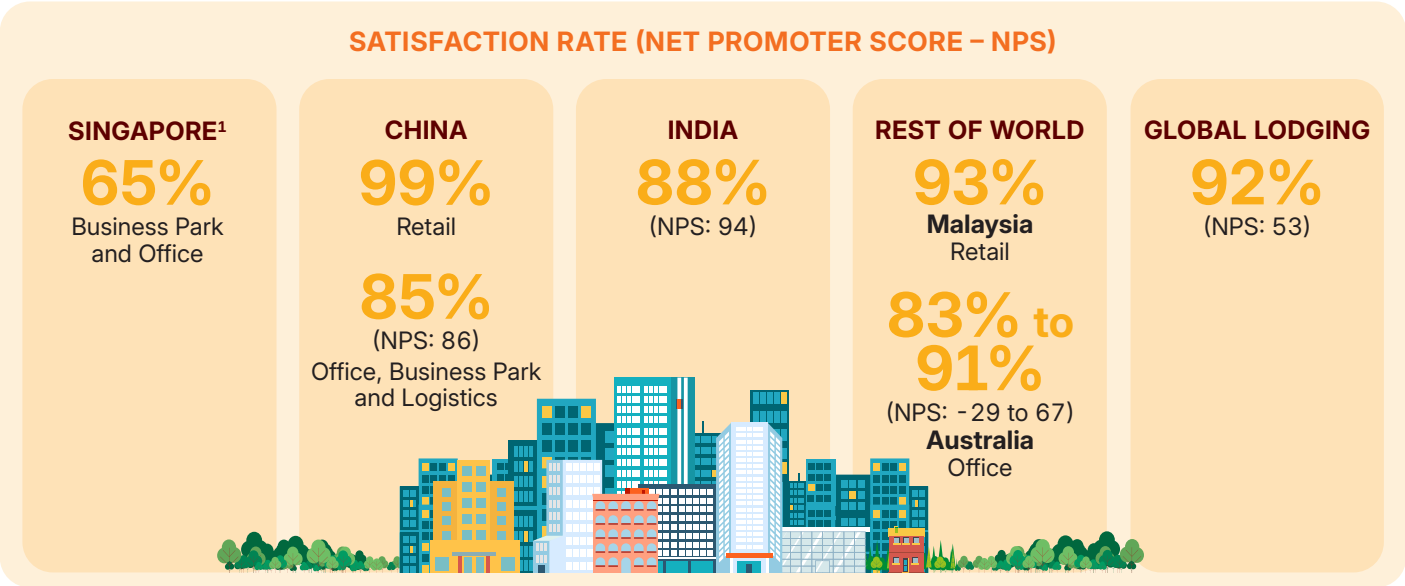 SATISFACTION RATE (NET PROMOTER SCORE – NPS)
SINGAPORE¹
65%
Business Park
and Office
CHINA
99%
Retail
85%
(NPS: 86)
Office, Business Park
and Logistics
INDIA
88%
(NPS: 94)
REST OF WORLD
93%
Malaysia
Retail
83% to
91%
(NPS: -29 to 67)
Australia
Office
GLOBAL LODGING
92%
(NPS: 53)